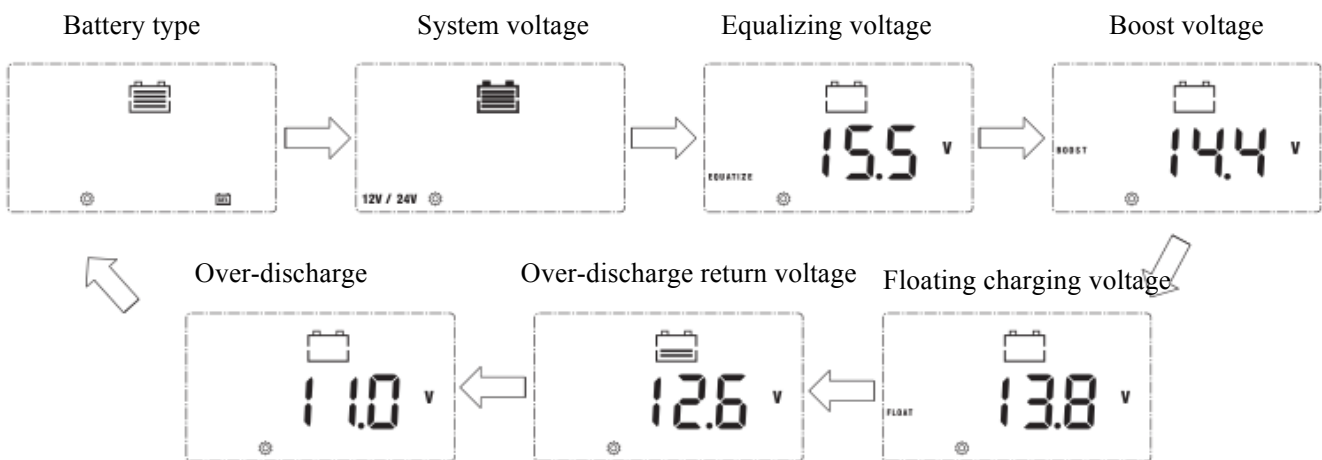 Battery type
System voltage
Equalizing voltage
Boost voltage
12V / 24V
EQUATIZE
15.5 V
BOOST
14.4 V
Over-discharge
Over-discharge return voltage
Floating charging voltage
11.0 V
12.6 V
FLOAT
13.8 V